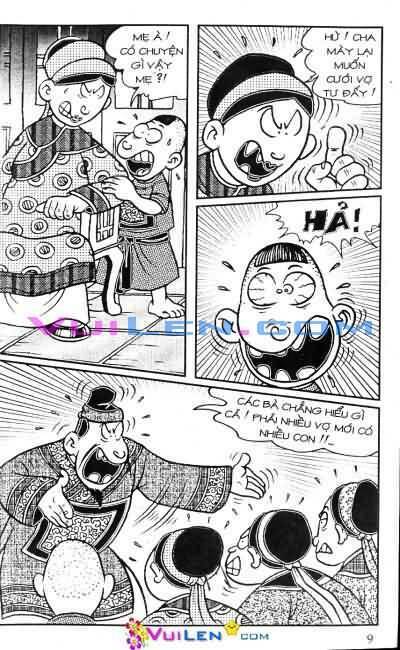 MẸ À !
CÓ CHUYỆN
GÌ VẬY
MẸ ?!
HỨ ! CHA
MÀY LẠI
MUỐN
CƯỚI VỢ
TƯ ĐẤY !
HẢ!
VUILEN.COM
CÁC BÀ CHẲNG HIỂU GÌ
CẢ ! PHẢI NHIỀU VỢ MỚI CÓ
NHIỀU CON !!..
9
VUILEN.COM